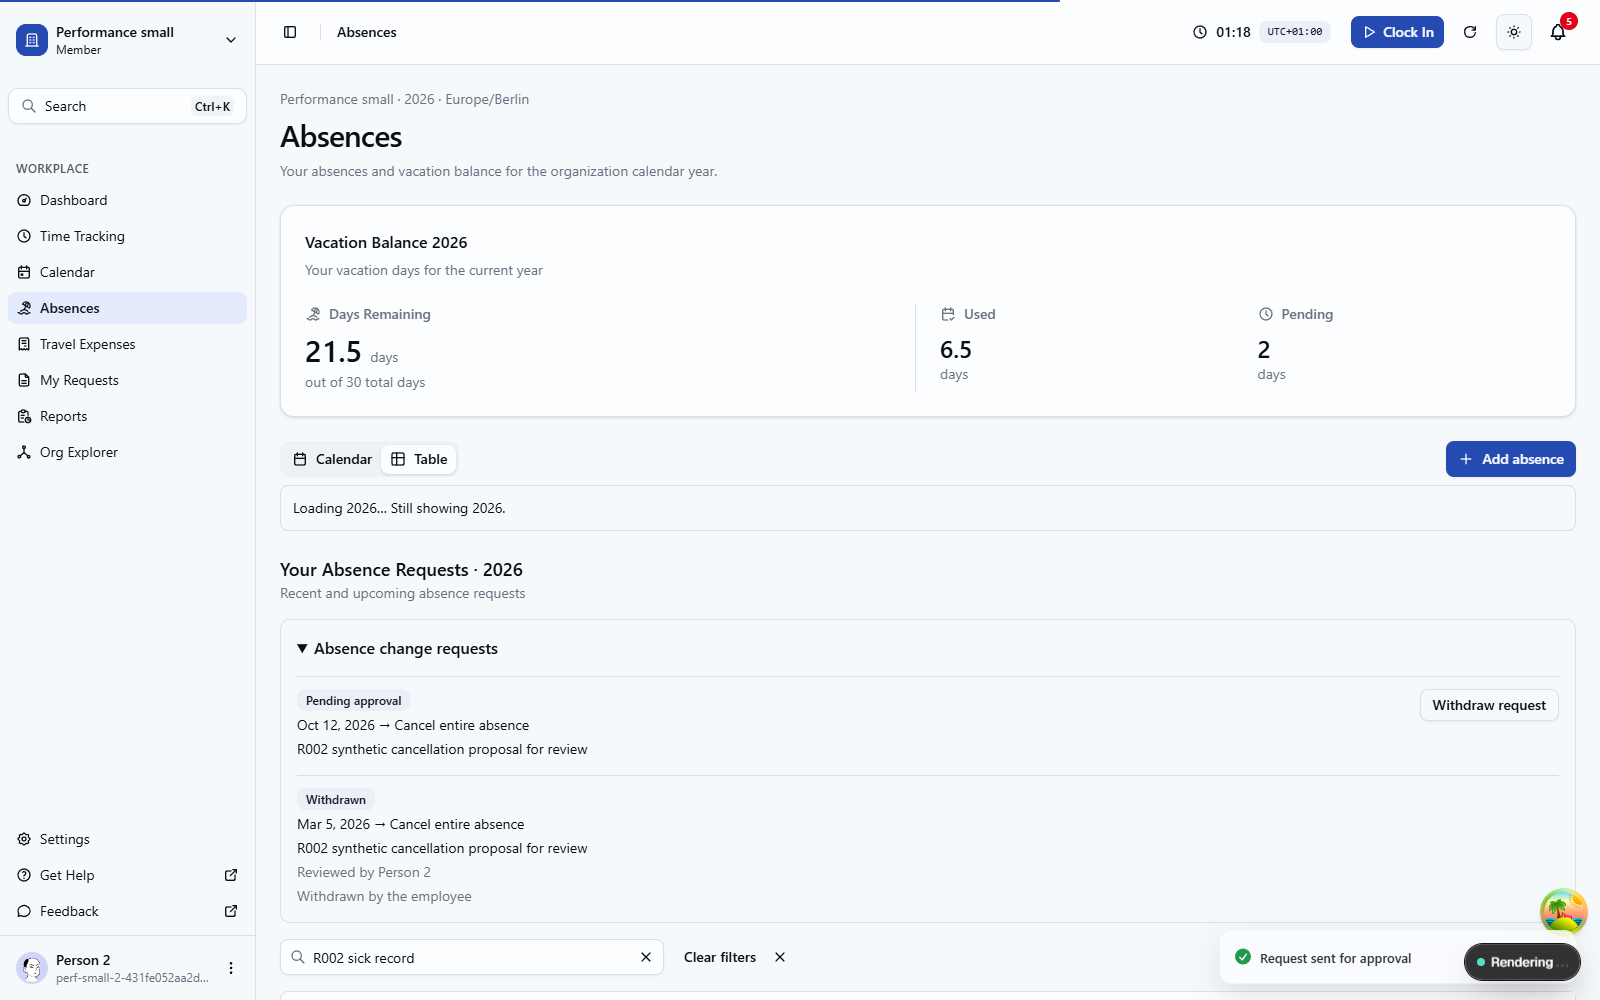 Performance small
Member
Search
Ctrl+K
WORKPLACE
Dashboard
Time Tracking
Calendar
Absences
Travel Expenses
My Requests
Reports
Org Explorer
Settings
Get Help
Feedback
Person 2
perf-small-2-431fe052aa2d...
Absences
01:18
UTC+01:00
Clock In
5
Performance small · 2026 · Europe/Berlin
Absences
Your absences and vacation balance for the organization calendar year.
Vacation Balance 2026
Your vacation days for the current year
Days Remaining
21.5 days
out of 30 total days
Used
6.5
days
Pending
2
days
Calendar
Table
Add absence
Loading 2026... Still showing 2026.
Your Absence Requests · 2026
Recent and upcoming absence requests
Absence change requests
Pending approval
Oct 12, 2026 → Cancel entire absence
R002 synthetic cancellation proposal for review
Withdraw request
Withdrawn
Mar 5, 2026 → Cancel entire absence
R002 synthetic cancellation proposal for review
Reviewed by Person 2
Withdrawn by the employee
R002 sick record
Clear filters
Request sent for approval
Rendering ...